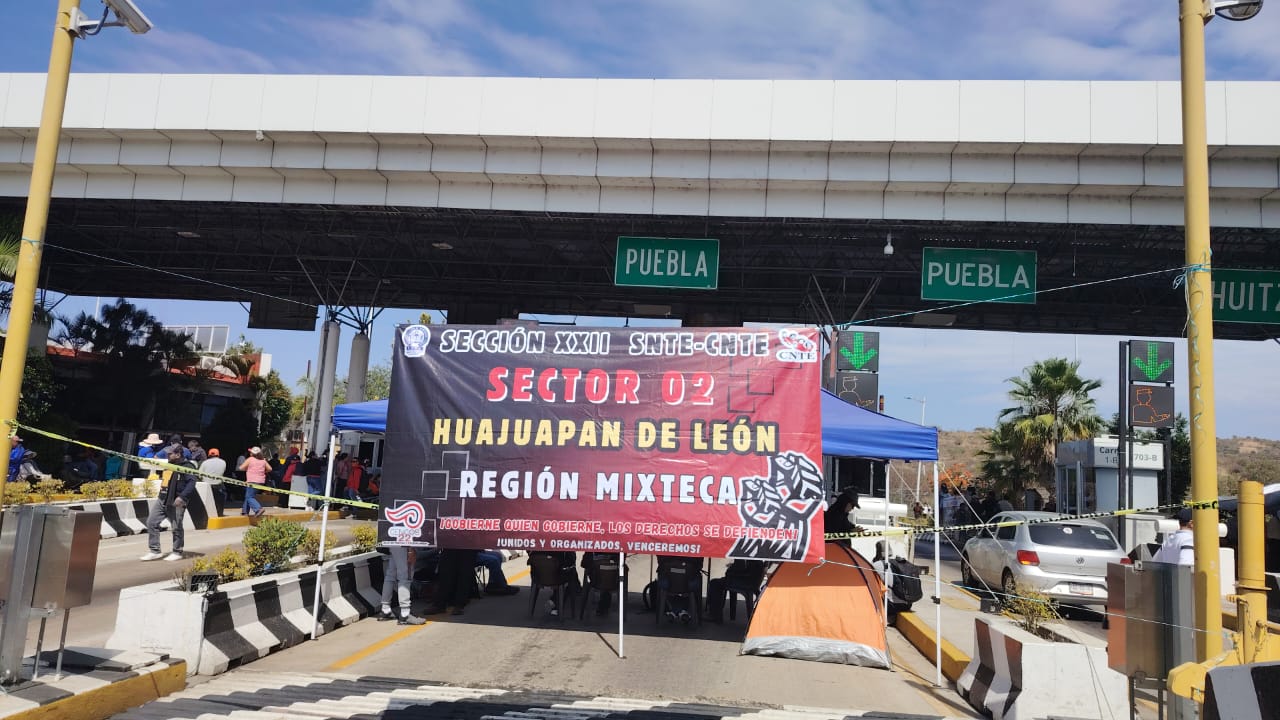 PUEBLA
PUEBLA
HUITZ
SECCIÓN XXII SNTE-CNTE
CNTE
SECTOR 02
HUAJUAPAN DE LEÓN
REGIÓN MIXTECA
¡GOBIERNE QUIEN GOBIERNE, LOS DERECHOS SE DEFIENDEN!
¡UNIDOS Y ORGANIZADOS, VENCEREMOS!